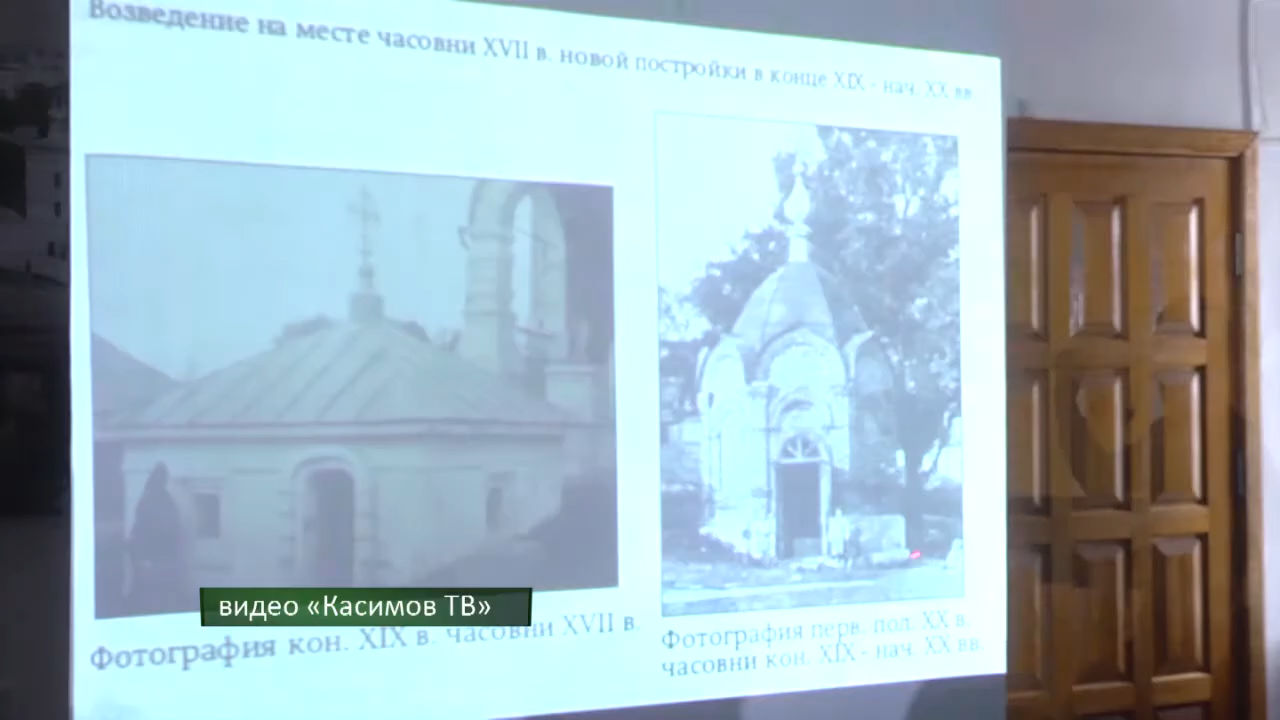 Возведение на месте часовни XVII в. новой постройки в конце XIX - нач. XX вв.
видео «Касимов ТВ»
Фотография кон. XIX в. часовни XVII в.
Фотография перв. пол. XX в.
часовни кон. XIX - нач. XX вв.